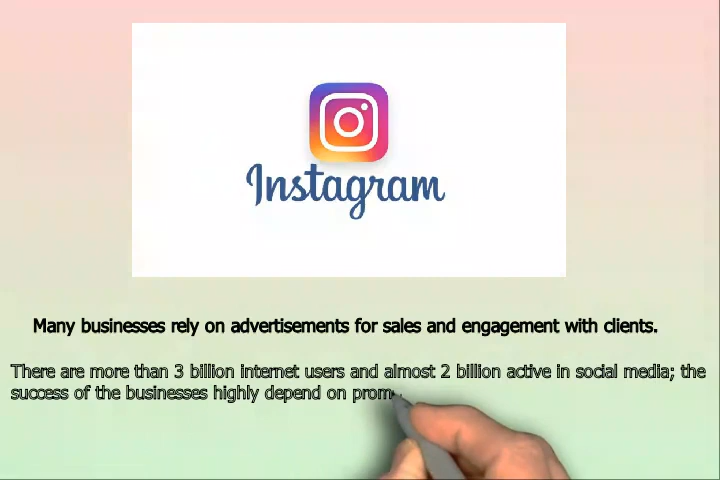 Instagram
Many businesses rely on advertisements for sales and engagement with clients.
There are more than 3 billion internet users and almost 2 billion active in social media; the
success of the businesses highly depend on prom